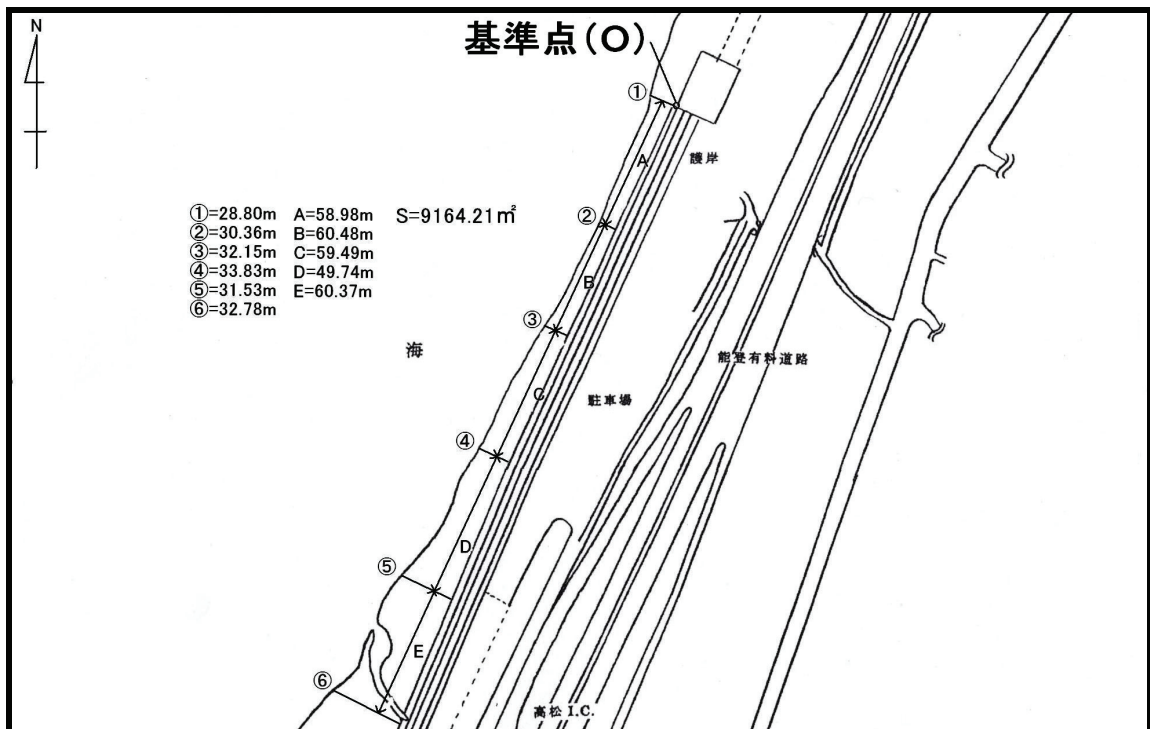 N
基準点(O)
①
A
護岸
①=28.80m A=58.98m S=9164.21㎡
②=30.36m B=60.48m
③=32.15m C=59.49m
④=33.83m D=49.74m
⑤=31.53m E=60.37m
⑥=32.78m
②
B
③
海
能登有料道路
C
駐車場
④
D
⑤
E
⑥
高松 I.C.